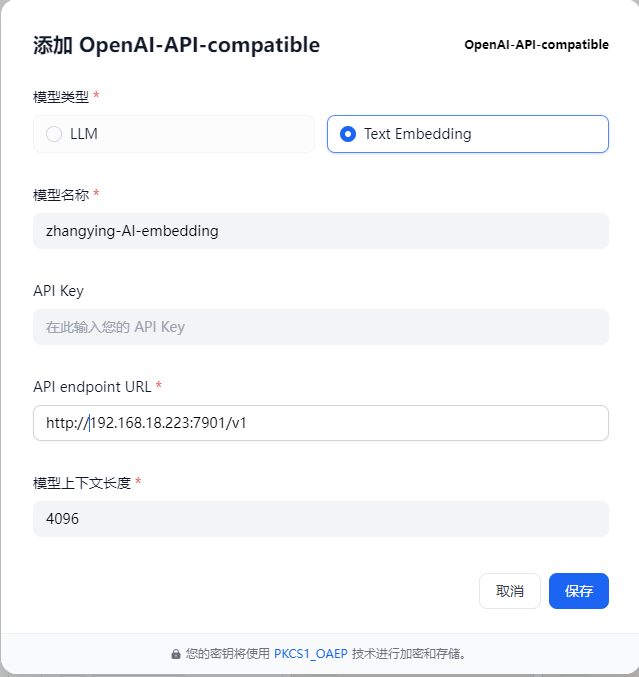 添加 OpenAI-API-compatible
OpenAI-API-compatible
模型类型 *
LLM
Text Embedding
模型名称 *
zhangying-AI-embedding
API Key
在此输入您的 API Key
API endpoint URL *
http://192.168.18.223:7901/v1
模型上下文长度 *
4096
取消
保存
您的密钥将使用 PKCS1_OAEP 技术进行加密和存储。